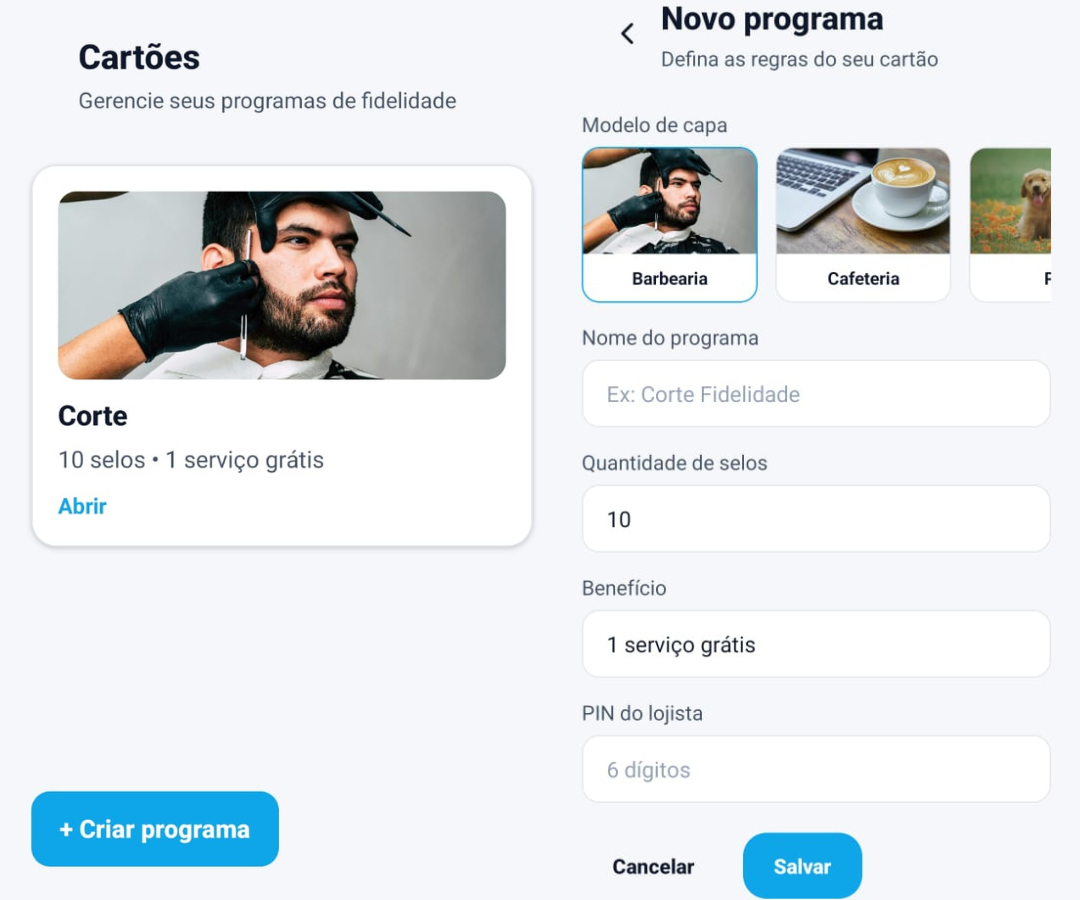 Cartões
Gerencie seus programas de fidelidade
Corte
10 selos • 1 serviço grátis
Abrir
+ Criar programa
Novo programa
Defina as regras do seu cartão
Modelo de capa
Barbearia
Cafeteria
Nome do programa
Ex: Corte Fidelidade
Quantidade de selos
10
Benefício
1 serviço grátis
PIN do lojista
6 dígitos
Cancelar
Salvar